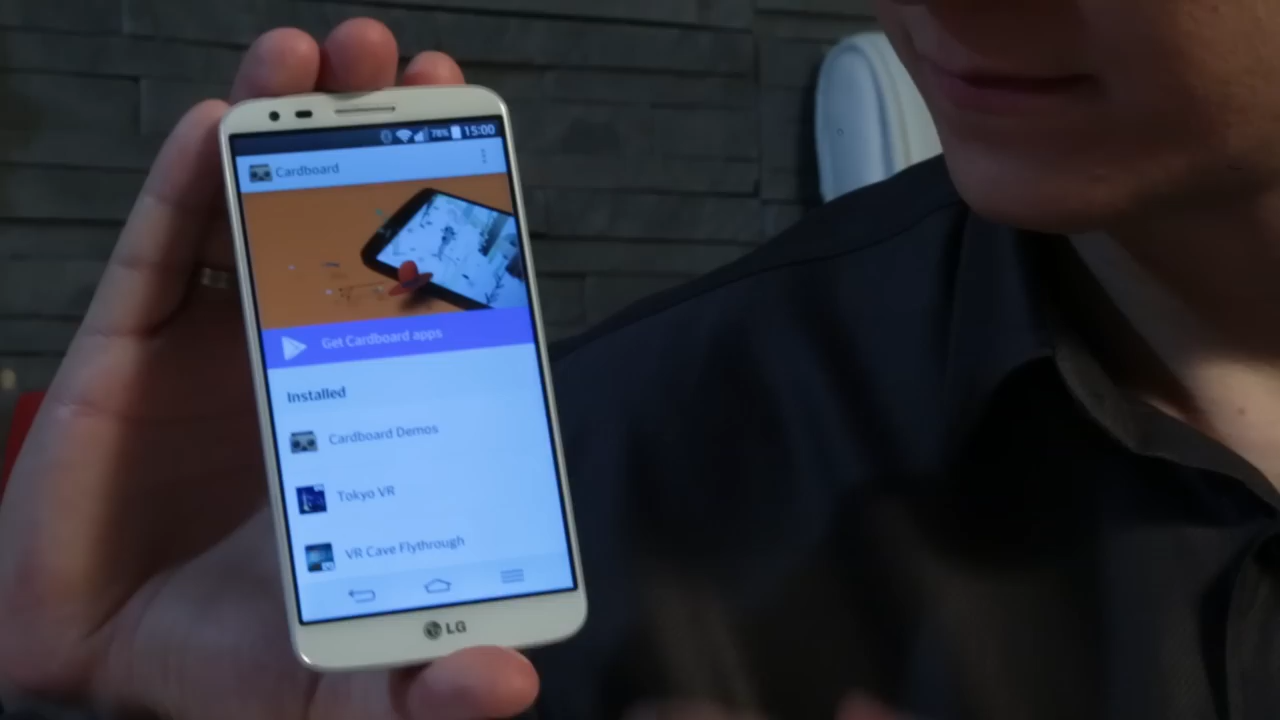 78% 15:00
Cardboard
Get Cardboard apps
Installed
Cardboard Demos
Tokyo VR
VR Cave Flythrough
LG